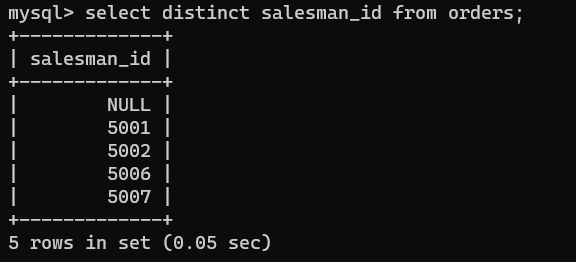 mysql> select distinct salesman_id from orders;
+-------------+
| salesman_id |
+-------------+
|        NULL |
|        5001 |
|        5002 |
|        5006 |
|        5007 |
+-------------+
5 rows in set (0.05 sec)